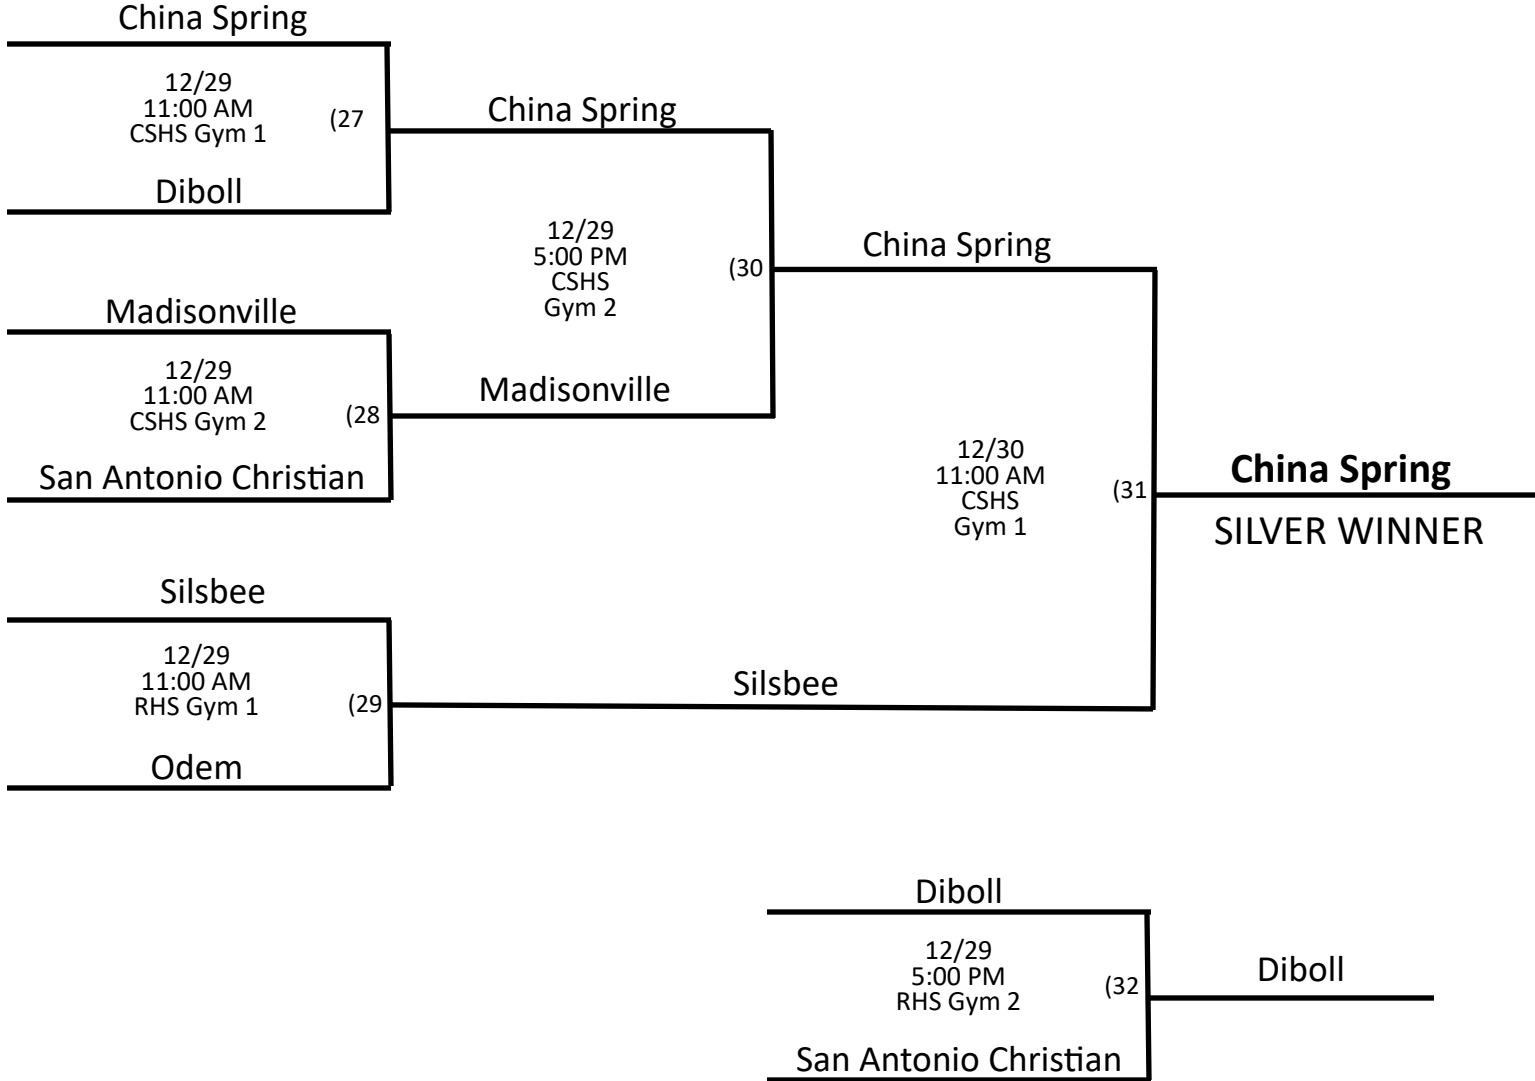 China Spring
12/29
11:00 AM
CSHS Gym 1
(27
Diboll
China Spring
12/29
5:00 PM
CSHS
Gym 2
(30
Madisonville
12/29
11:00 AM
CSHS Gym 2
(28
San Antonio Christian
Madisonville
China Spring
12/30
11:00 AM
CSHS
Gym 1
(31
China Spring
SILVER WINNER
Silsbee
12/29
11:00 AM
RHS Gym 1
(29
Odem
Silsbee
Diboll
12/29
5:00 PM
RHS Gym 2
(32
San Antonio Christian
Diboll